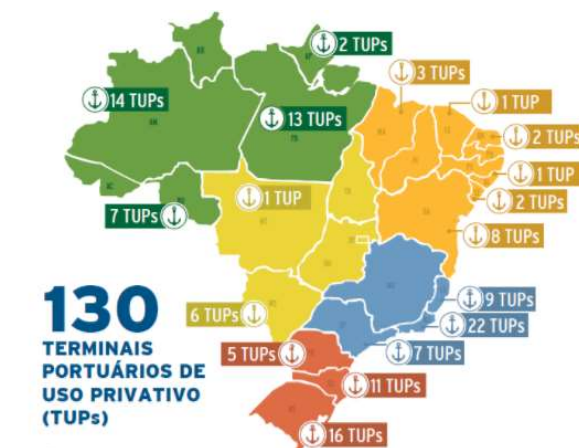 2 TUPs
3 TUPs
14 TUPs
1 TUP
13 TUPs
2 TUPs
1 TUP
1 TUP
2 TUPs
7 TUPs
8 TUPs
130
TERMINAIS
PORTUÁRIOS DE
USO PRIVATIVO
(TUPs)
9 TUPs
6 TUPs
22 TUPs
7 TUPs
5 TUPs
11 TUPs
16 TUPs